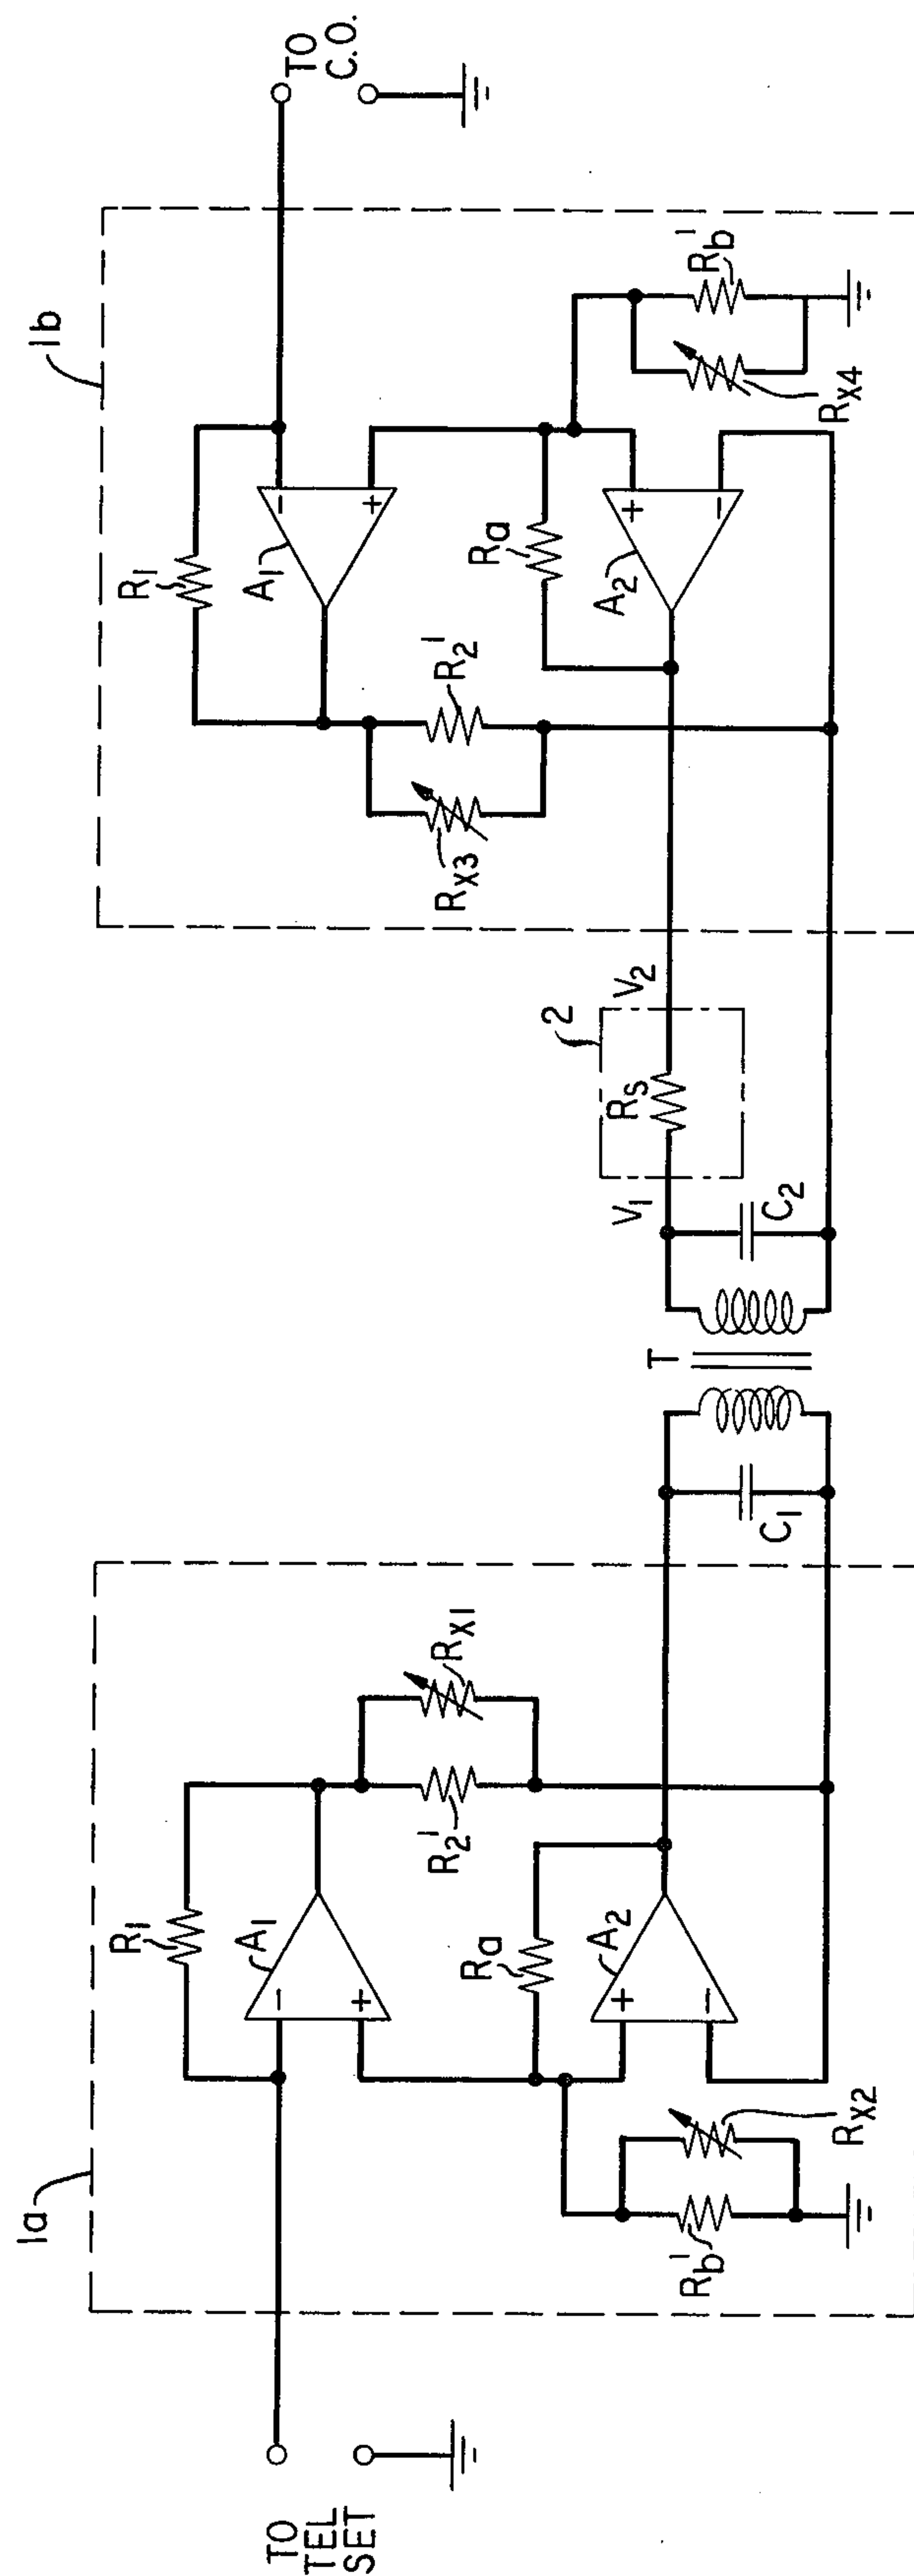 TO
TEL
SET
1a
R1
A1
Ra
A2
R2'
RX1
Rb'
RX2
C1
T
C2
V1
RS
2
V2
1b
R1
A1
Ra
A2
R2'
RX3
Rb'
RX4
TO
C.O.
- + + -
- + + -